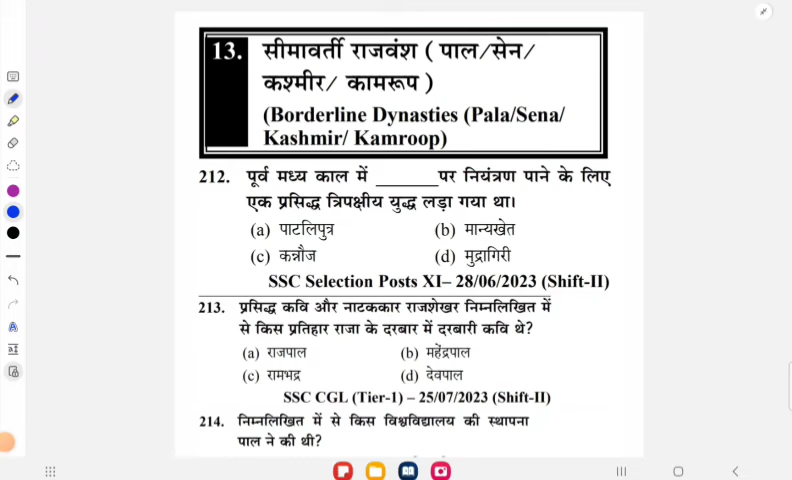 13. सीमावर्ती राजवंश ( पाल/सेन/
कश्मीर/ कामरूप )
(Borderline Dynasties (Pala/Sena/
Kashmir/ Kamroop)
212. पूर्व मध्य काल में ______पर नियंत्रण पाने के लिए
एक प्रसिद्ध त्रिपक्षीय युद्ध लड़ा गया था।
(a) पाटलिपुत्र (b) मान्यखेत
(c) कन्नौज (d) मुद्रागिरी
SSC Selection Posts XI– 28/06/2023 (Shift-II)
213. प्रसिद्ध कवि और नाटककार राजशेखर निम्नलिखित में
से किस प्रतिहार राजा के दरबार में दरबारी कवि थे?
(a) राजपाल (b) महेंद्रपाल
(c) रामभद्र (d) देवपाल
SSC CGL (Tier-1) – 25/07/2023 (Shift-II)
214. निम्नलिखित में से किस विश्वविद्यालय की स्थापना
पाल ने की थी?